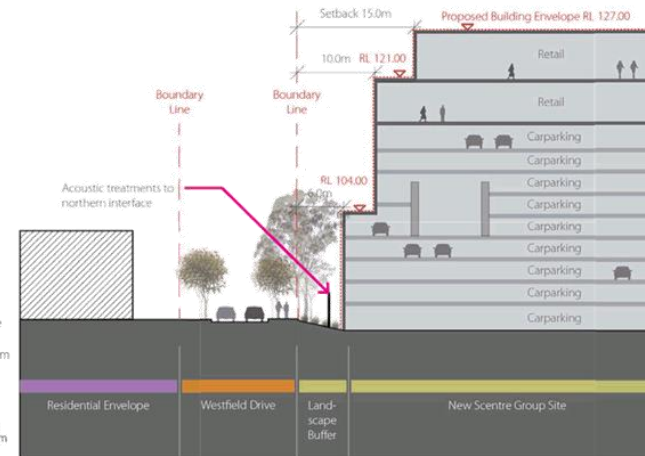 Setback 15.0m
Proposed Building Envelope RL 127.00
10.0m
RL 121.00
Retail
Boundary
Line
Boundary
Line
Retail
Carparking
Carparking
Acoustic treatments to
northern interface
RL 104.00
6.0m
Carparking
Carparking
Carparking
Carparking
Carparking
Carparking
Carparking
Residential Envelope
Westfield Drive
Land-
scape
Buffer
New Scentre Group Site